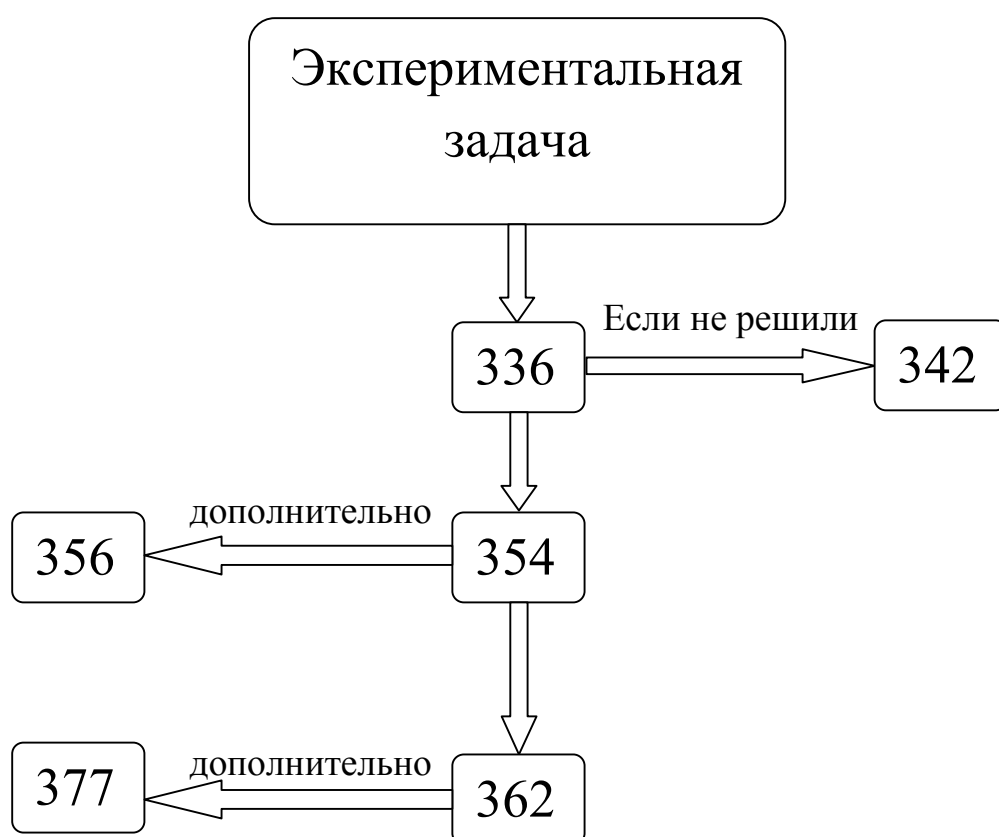 Экспериментальная
задача
Если не решили
336
342
дополнительно
356
354
дополнительно
377
362